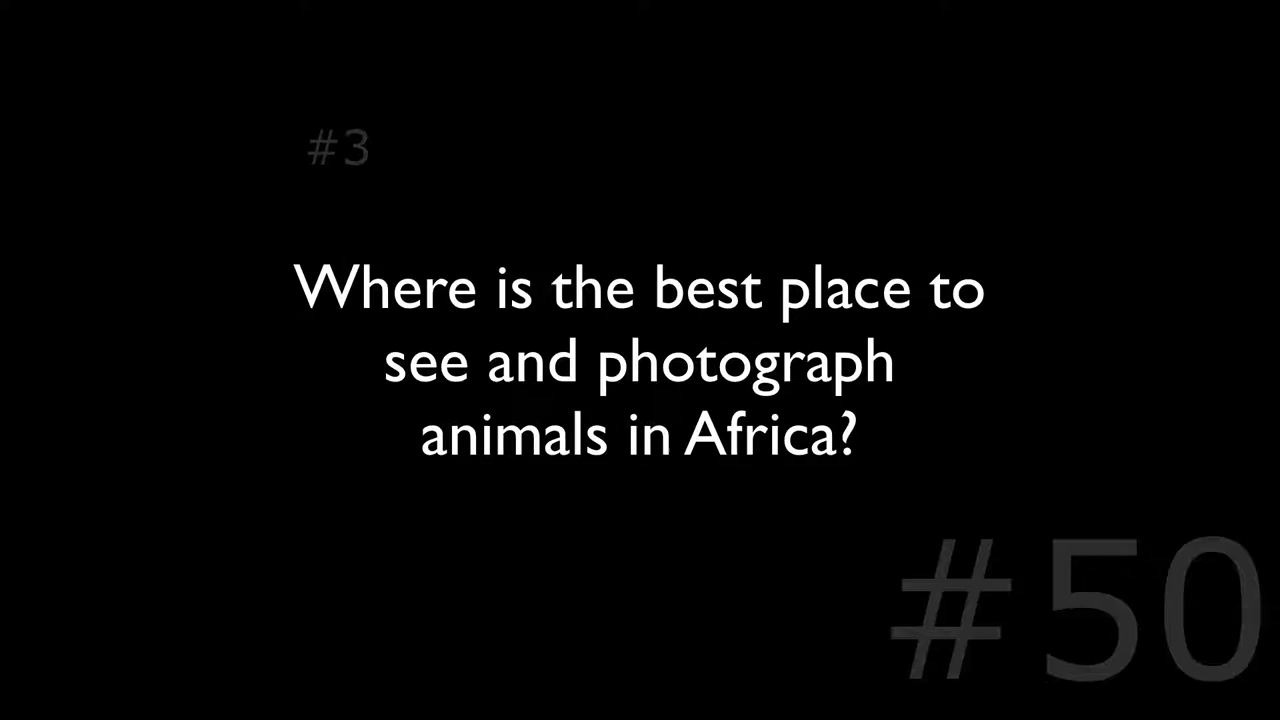 #3
Where is the best place to
see and photograph
animals in Africa?
#50